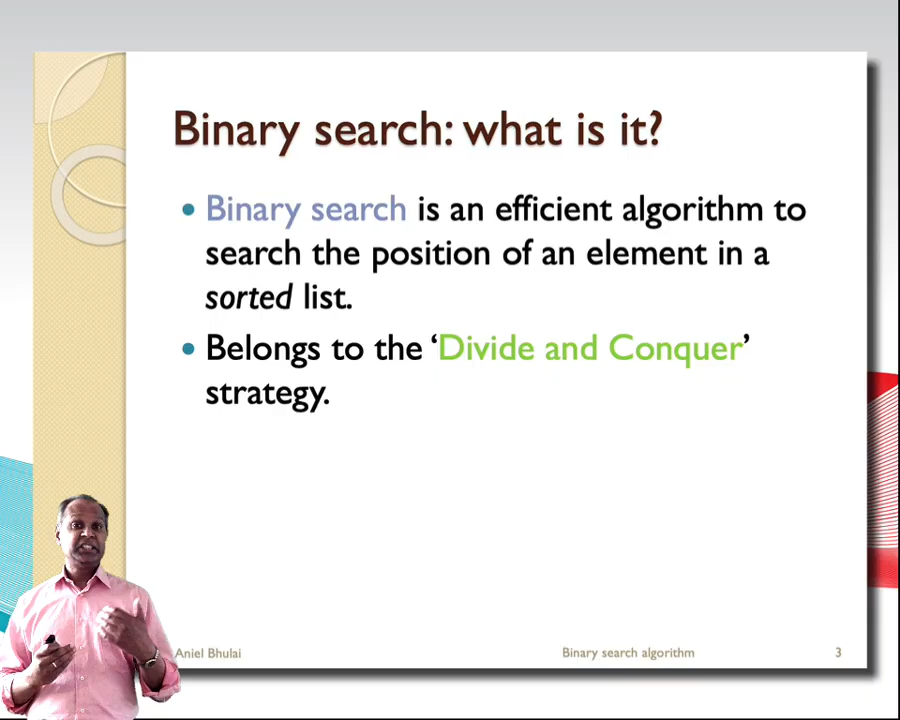 Binary search: what is it?
• Binary search is an efficient algorithm to
search the position of an element in a
sorted list.
• Belongs to the ‘Divide and Conquer’
strategy.
Aniel Bhulai
Binary search algorithm
3